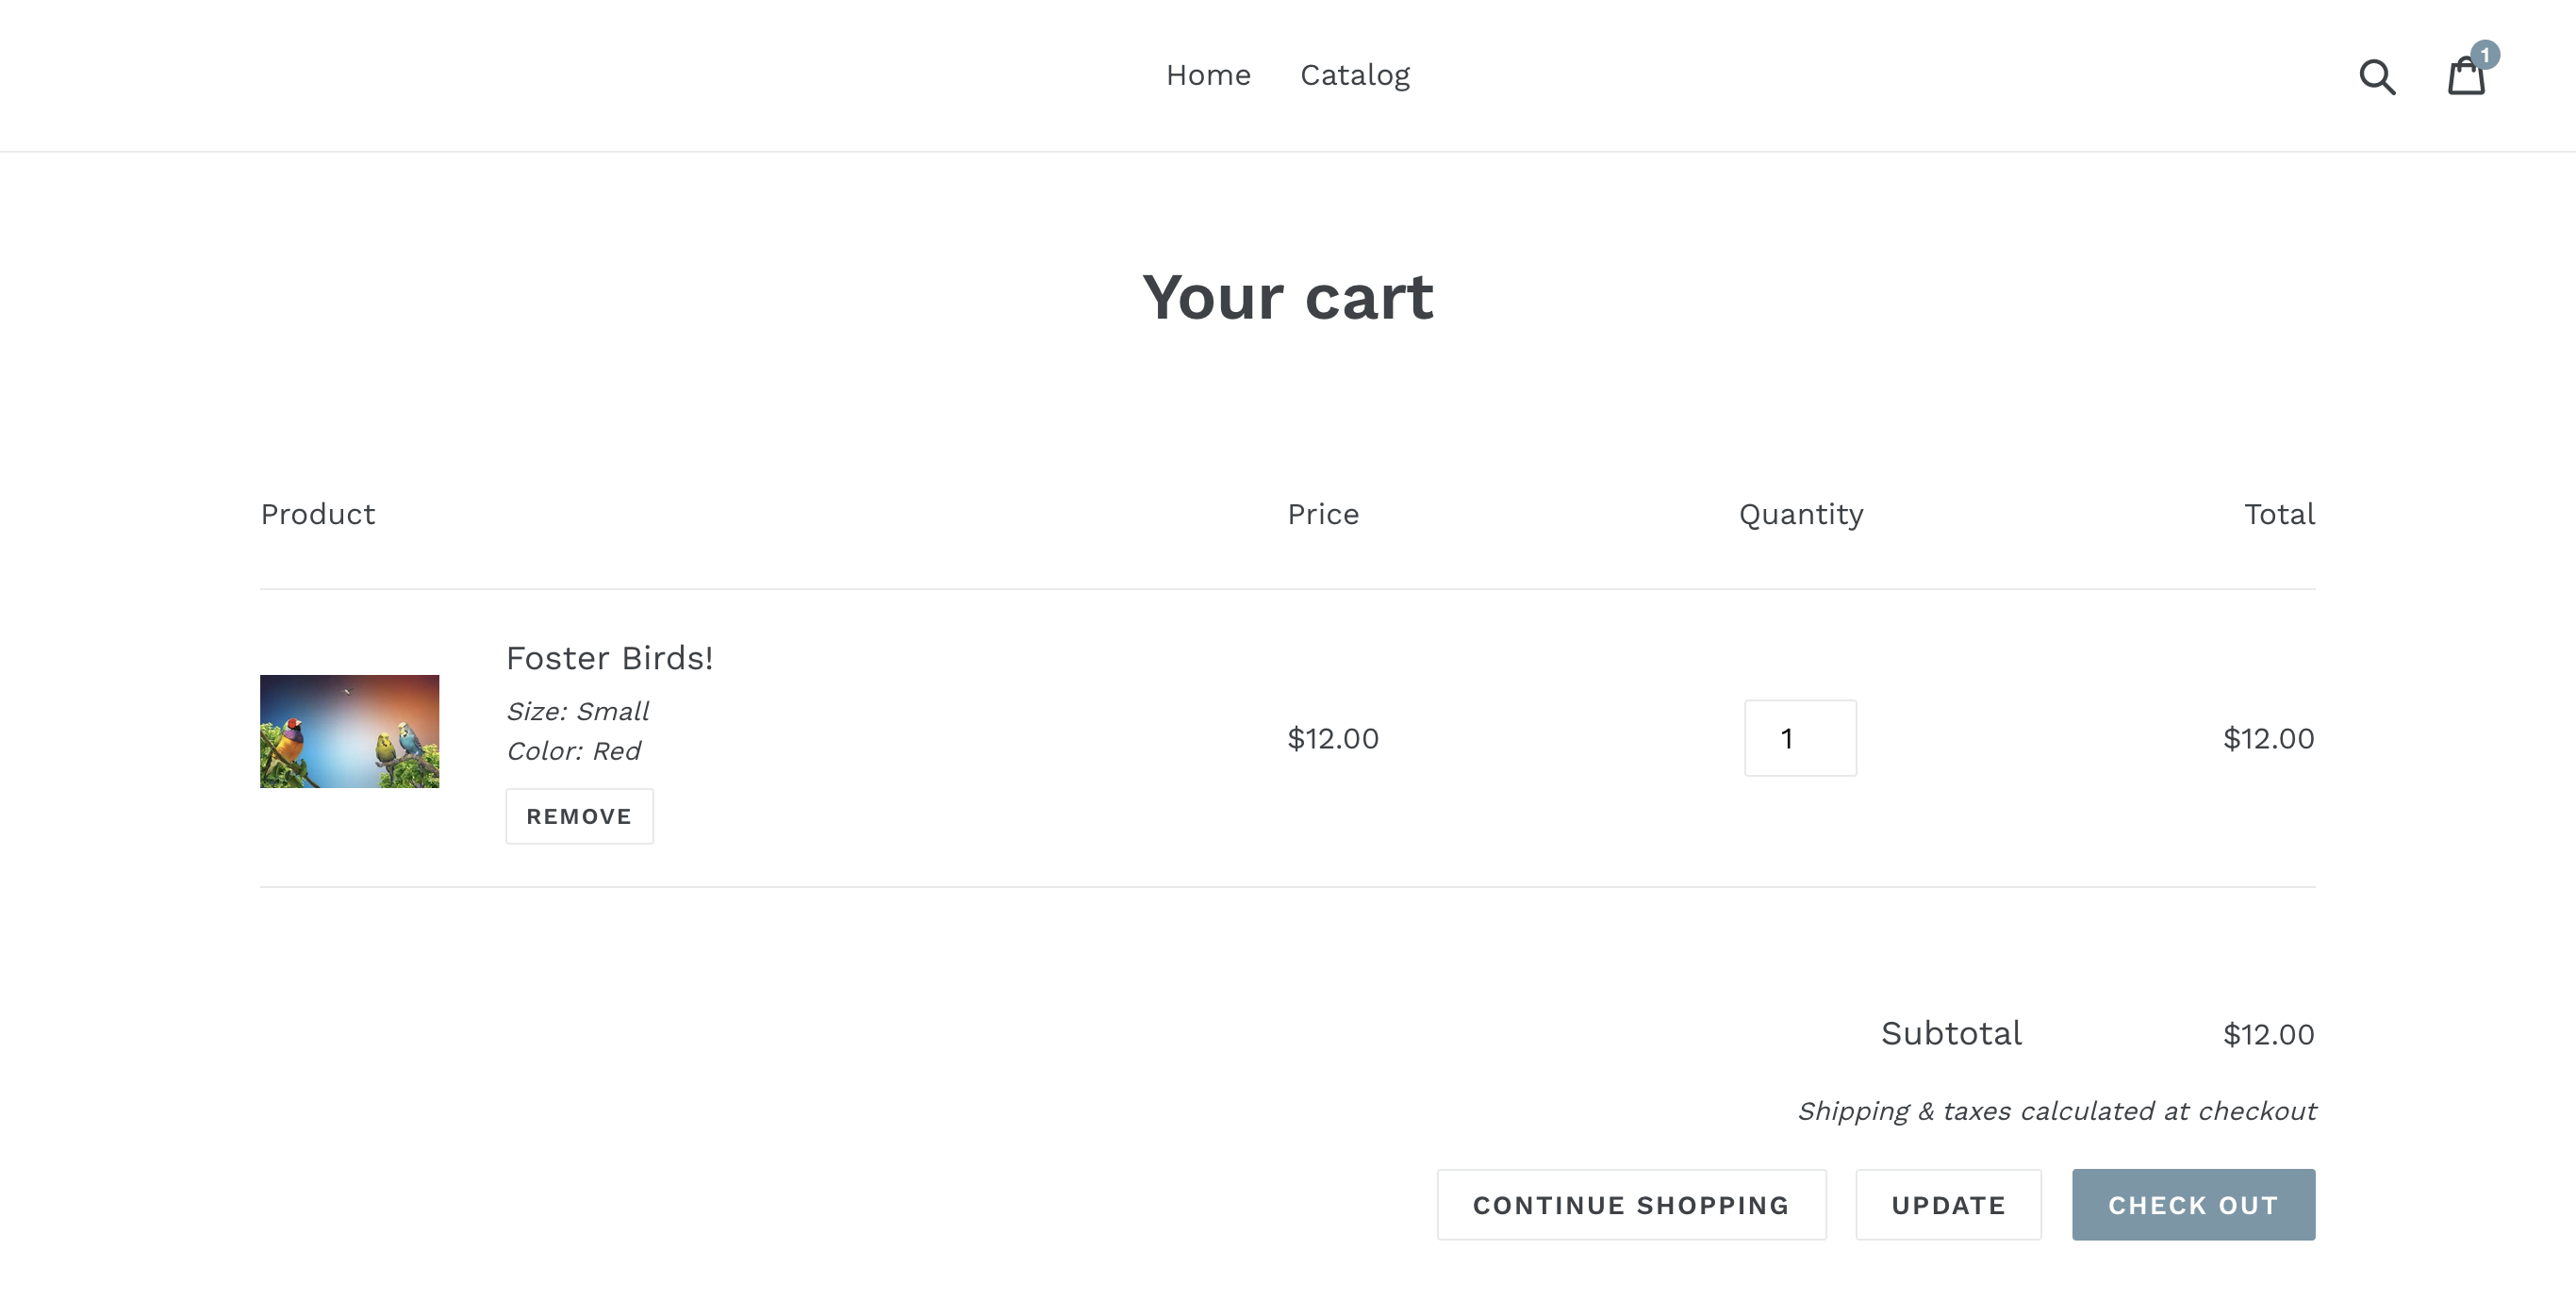 Home Catalog 1
Your cart
Product Price Quantity Total
Foster Birds!
Size: Small
Color: Red
REMOVE
$12.00 1 $12.00
Subtotal $12.00
Shipping & taxes calculated at checkout
CONTINUE SHOPPING UPDATE CHECK OUT